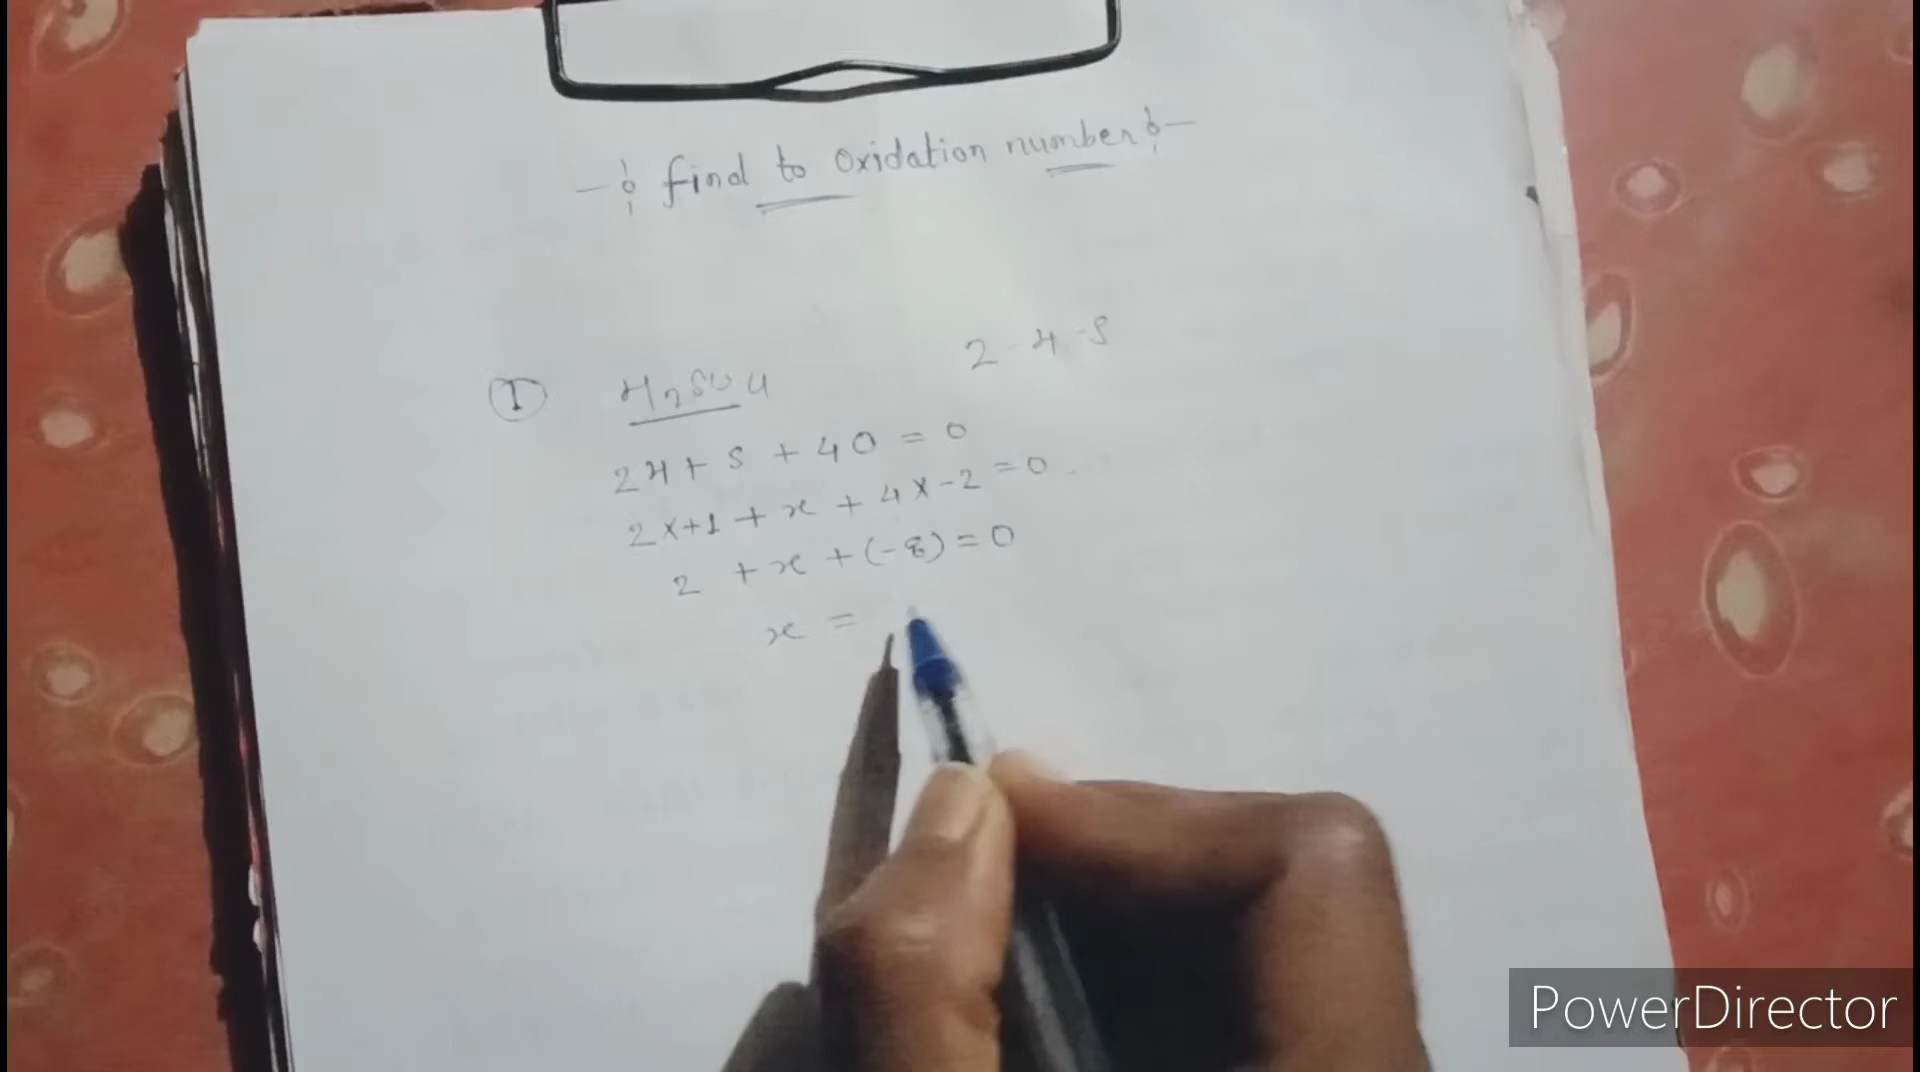 -: find to Oxidation number :-
2 4 S
① H2SO4
2H + S + 4O = 0
2x+1 + x + 4x-2 = 0
2 + x + (-8) = 0
x =
PowerDirector